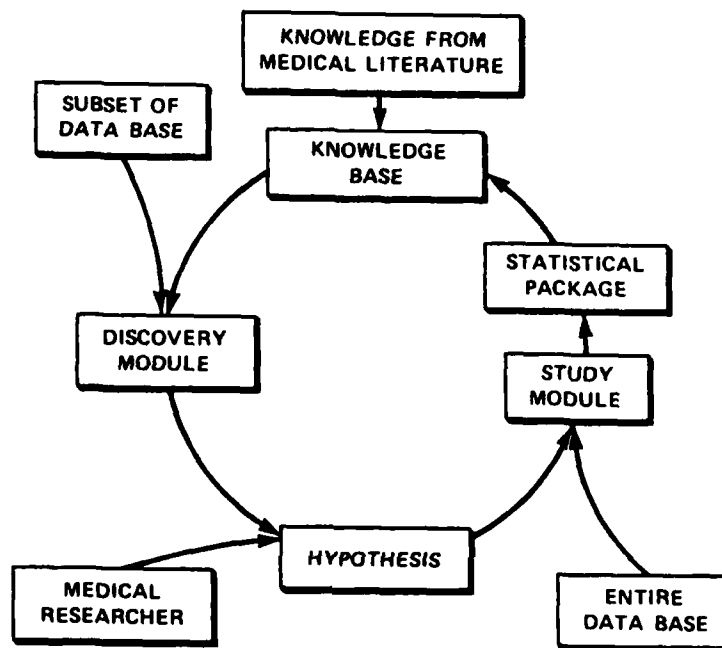 KNOWLEDGE FROM
MEDICAL LITERATURE
SUBSET OF
DATA BASE
KNOWLEDGE
BASE
STATISTICAL
PACKAGE
DISCOVERY
MODULE
STUDY
MODULE
HYPOTHESIS
MEDICAL
RESEARCHER
ENTIRE
DATA BASE